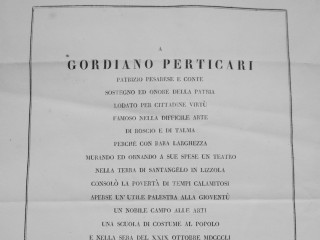 A
GORDIANO PERTICARI
PATRIZIO PESARESE E CONTE
SOSTEGNO ED ONORE DELLA PATRIA
LODATO PER CITTADINE VIRTÙ
FAMOSO NELLA DIFFICILE ARTE
DI ROSCIO E DI TALMA
PERCHÉ CON RARA LARGHEZZA
MURANDO ED ORNANDO A SUE SPESE UN TEATRO
NELLA TERRA DI SANTANGELO IN LIZZOLA
CONSOLÒ LA POVERTÀ DI TEMPI CALAMITOSI
APERSE UN'UTILE PALESTRA ALLA GIOVENTÙ
UN NOBILE CAMPO ALLE ARTI
UNA SCUOLA DI COSTUME AL POPOLO
E NELLA SERA DEL XXIX OTTOBRE MDCCCLI